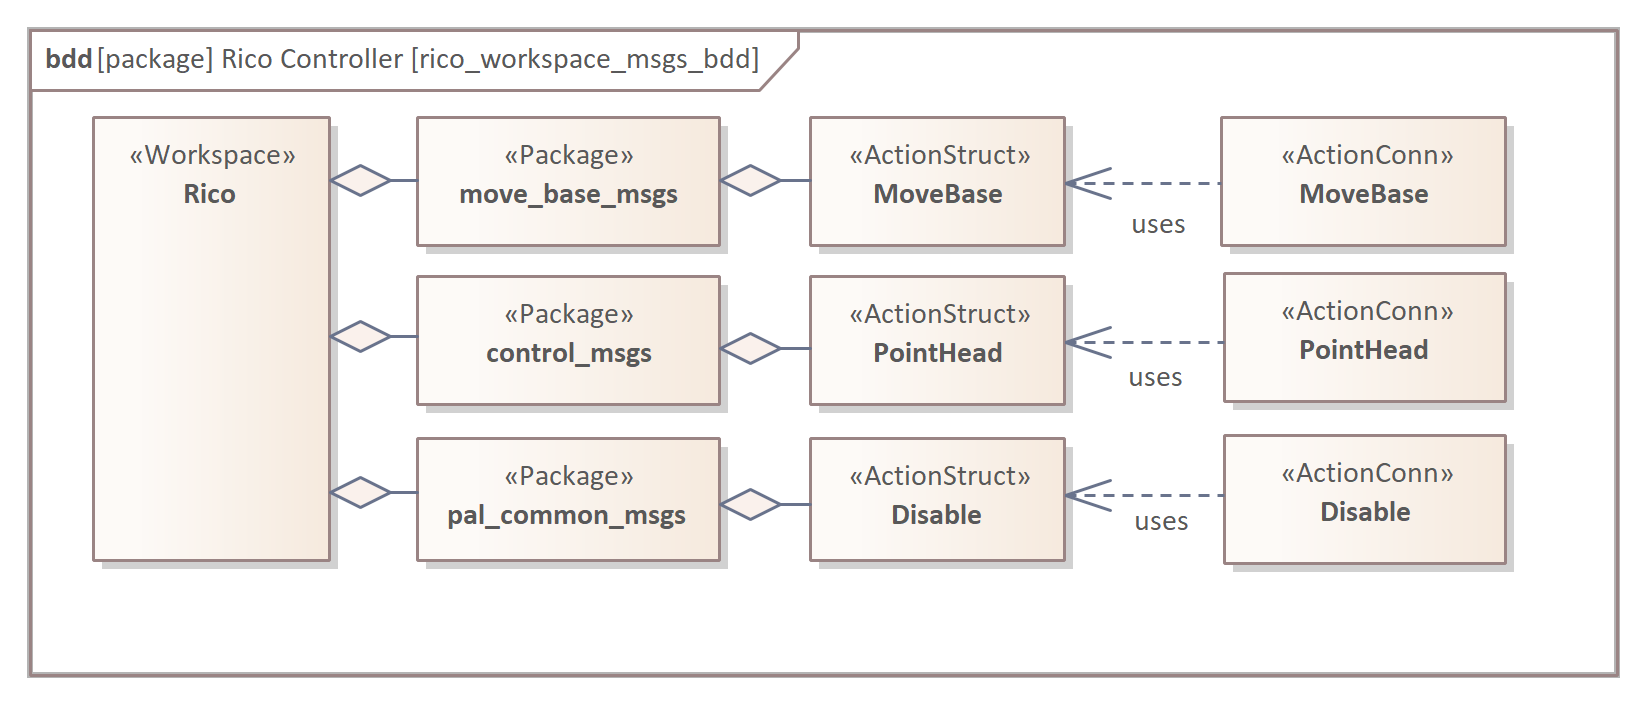 bdd [package] Rico Controller [rico_workspace_msgs_bdd]
«Workspace»
Rico
«Package»
move_base_msgs
«ActionStruct»
MoveBase
uses
«ActionConn»
MoveBase
«Package»
control_msgs
«ActionStruct»
PointHead
uses
«ActionConn»
PointHead
«Package»
pal_common_msgs
«ActionStruct»
Disable
uses
«ActionConn»
Disable